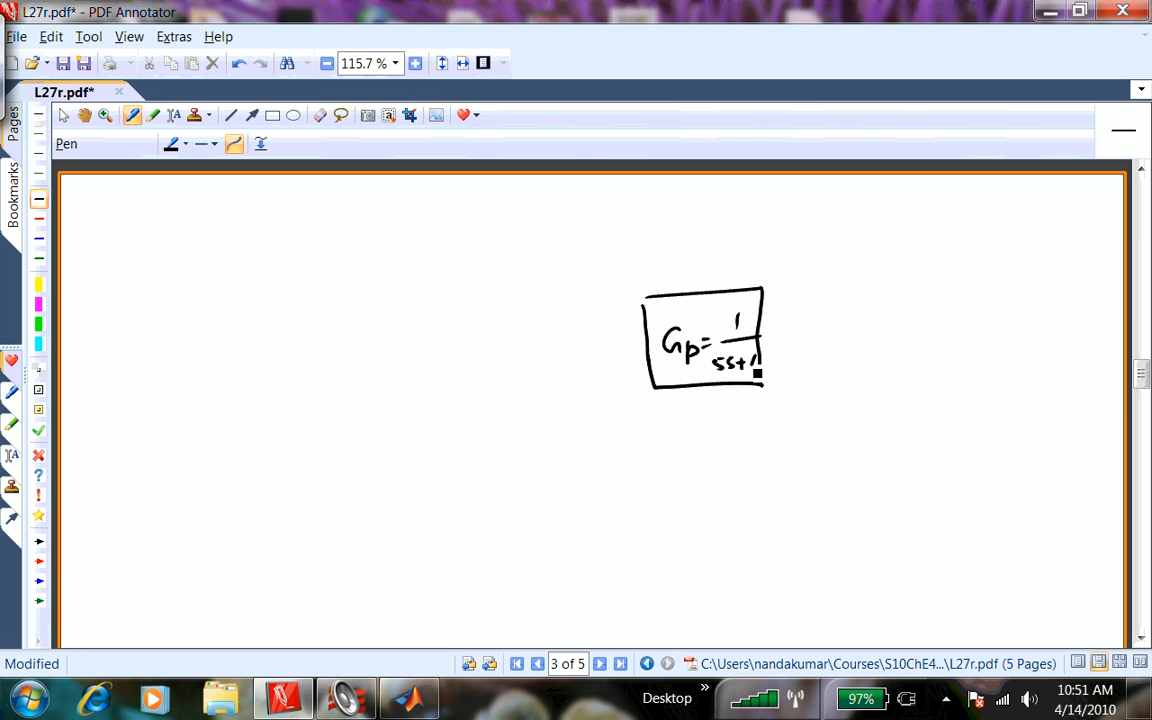 L27r.pdf* - PDF Annotator
File Edit Tool View Extras Help
115.7 %
L27r.pdf*
Pen
Pages
Bookmarks
Gp = 1 / 5s+1
Modified
3 of 5
C:\Users\nandakumar\Courses\S10ChE4...\L27r.pdf (5 Pages)
Desktop
97%
10:51 AM
4/14/2010